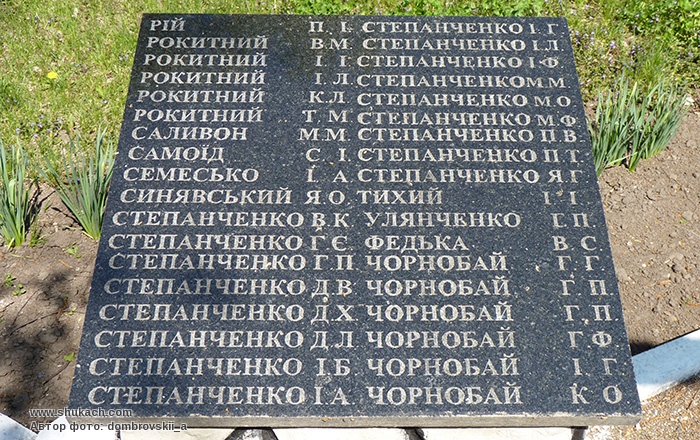 РІЙ П. І. СТЕПАНЧЕНКО І. Г.
РОКИТНИЙ В.М. СТЕПАНЧЕНКО І.Л.
РОКИТНИЙ І. І. СТЕПАНЧЕНКО І.Ф.
РОКИТНИЙ І. Л. СТЕПАНЧЕНКО М.М.
РОКИТНИЙ К.Л. СТЕПАНЧЕНКО М.О.
РОКИТНИЙ Т. М. СТЕПАНЧЕНКО М.Ф.
САЛИВОН М.М. СТЕПАНЧЕНКО П.В.
САМОЇД С. І. СТЕПАНЧЕНКО П.Т.
СЕМЕСЬКО І. А. СТЕПАНЧЕНКО Я.Г.
СИНЯВСЬКИЙ Я.О. ТИХИЙ І. І.
СТЕПАНЧЕНКО В.К. УЛЯНЧЕНКО І. П.
СТЕПАНЧЕНКО Г.Є. ФЕДЬКА В. С.
СТЕПАНЧЕНКО Г.П. ЧОРНОБАЙ Г. Г.
СТЕПАНЧЕНКО Д.В. ЧОРНОБАЙ Г. П.
СТЕПАНЧЕНКО Д.Х. ЧОРНОБАЙ Г. П.
СТЕПАНЧЕНКО Д.Л. ЧОРНОБАЙ Г.Ф.
СТЕПАНЧЕНКО І.Б. ЧОРНОБАЙ І. Г.
СТЕПАНЧЕНКО І.А. ЧОРНОБАЙ К. О.
www.shukach.com
Автор фото: dombrovskii_a